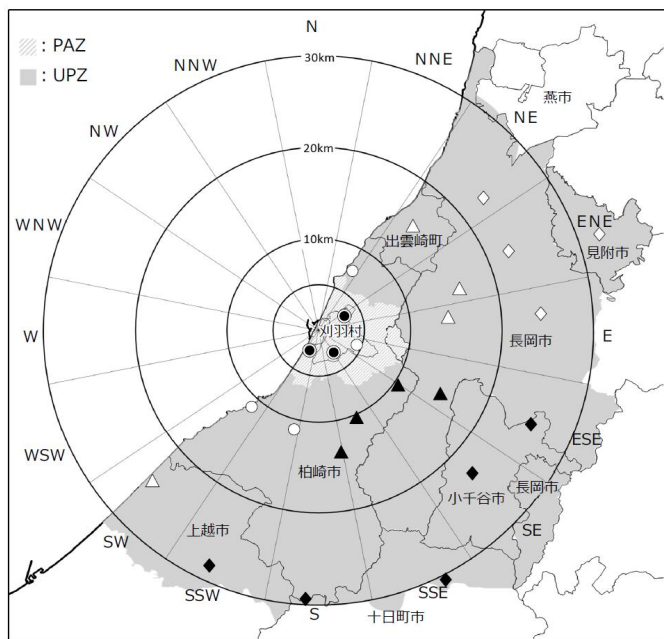 N
: PAZ
: UPZ
30km
NNW
NNE
燕市
NW
NE
20km
WNW
ENE
10km
出雲崎町
見附市
W
刈羽村
長岡市
E
WSW
ESE
柏崎市
小千谷市
長岡市
上越市
SW
SE
SSW
SSE
S
十日町市